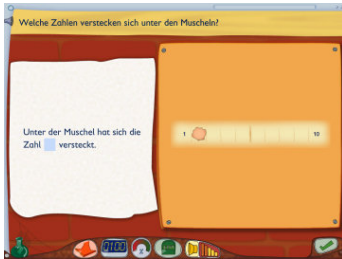 Welche Zahlen verstecken sich unter den Muscheln?
Unter der Muschel hat sich die
Zahl versteckt.
1
10